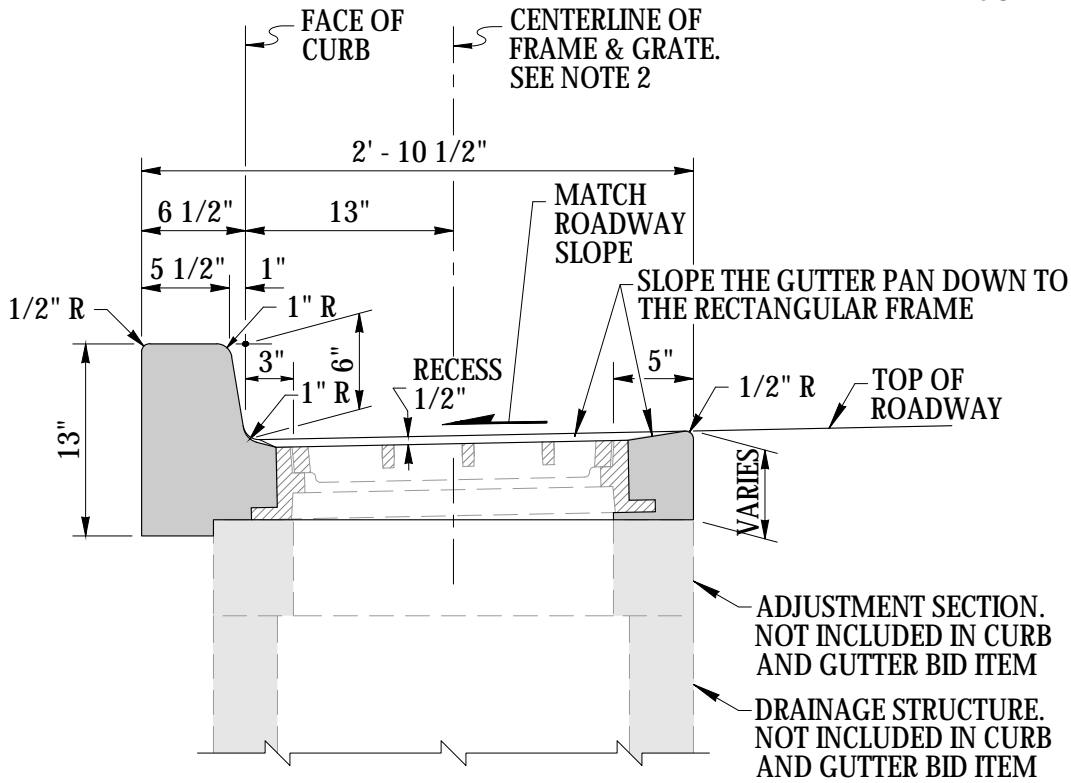 FACE OF
CURB
CENTERLINE OF
FRAME & GRATE.
SEE NOTE 2
2' - 10 1/2"
6 1/2"
13"
MATCH
ROADWAY
SLOPE
5 1/2"
1"
SLOPE THE GUTTER PAN DOWN TO
THE RECTANGULAR FRAME
1/2" R
1" R
3"
6"
RECESS
1/2"
5"
1/2" R
TOP OF
ROADWAY
1" R
13"
VARIES
ADJUSTMENT SECTION.
NOT INCLUDED IN CURB
AND GUTTER BID ITEM
DRAINAGE STRUCTURE.
NOT INCLUDED IN CURB
AND GUTTER BID ITEM